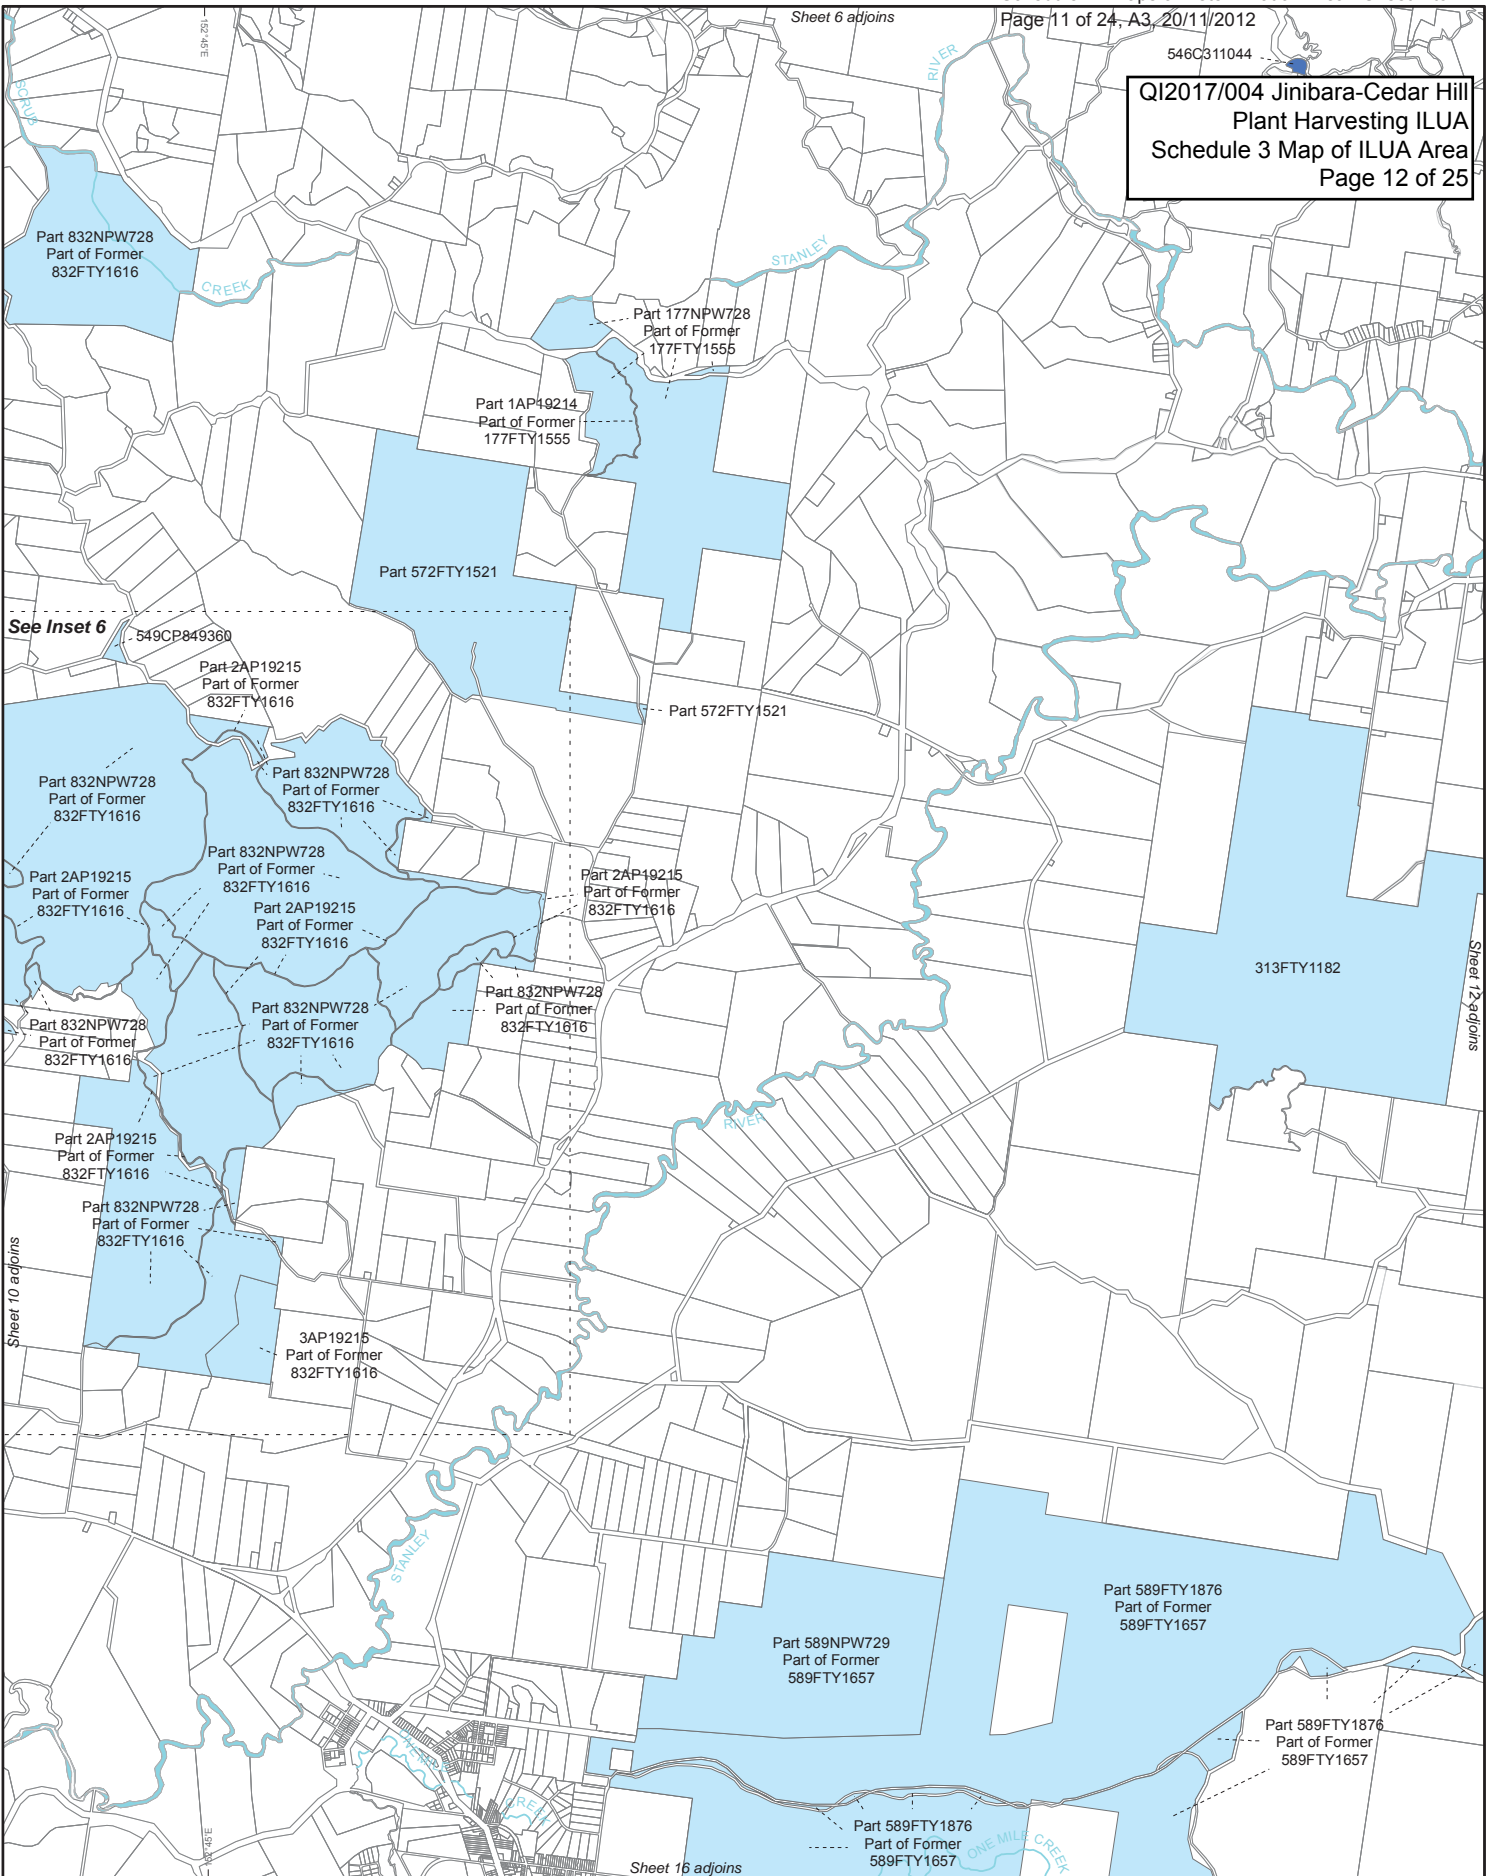 Sheet 6 adjoins
Page 11 of 24, A3, 20/11/2012
152°45'E
546C311044
QI2017/004 Jinibara-Cedar Hill
Plant Harvesting ILUA
Schedule 3 Map of ILUA Area
Page 12 of 25
RIVER
SCRUB
STANLEY
CREEK
Part 832NPW728
Part of Former
832FTY1616
Part 177NPW728
Part of Former
177FTY1555
Part 1AP19214
Part of Former
177FTY1555
Part 572FTY1521
See Inset 6
549CP849360
Part 2AP19215
Part of Former
832FTY1616
Part 572FTY1521
Part 832NPW728
Part of Former
832FTY1616
Part 832NPW728
Part of Former
832FTY1616
Part 832NPW728
Part of Former
832FTY1616
Part 2AP19215
Part of Former
832FTY1616
Part 2AP19215
Part of Former
832FTY1616
Part 2AP19215
Part of Former
832FTY1616
313FTY1182
Sheet 12 adjoins
Part 832NPW728
Part of Former
832FTY1616
Part 832NPW728
Part of Former
832FTY1616
Part 832NPW728
Part of Former
832FTY1616
RIVER
Part 2AP19215
Part of Former
832FTY1616
Part 832NPW728
Part of Former
832FTY1616
Sheet 10 adjoins
3AP19215
Part of Former
832FTY1616
STANLEY
Part 589FTY1876
Part of Former
589FTY1657
Part 589NPW729
Part of Former
589FTY1657
Part 589FTY1876
Part of Former
589FTY1657
CREEK
Part 589FTY1876
Part of Former
589FTY1657
ONE MILE CREEK
152°45'E
Sheet 16 adjoins